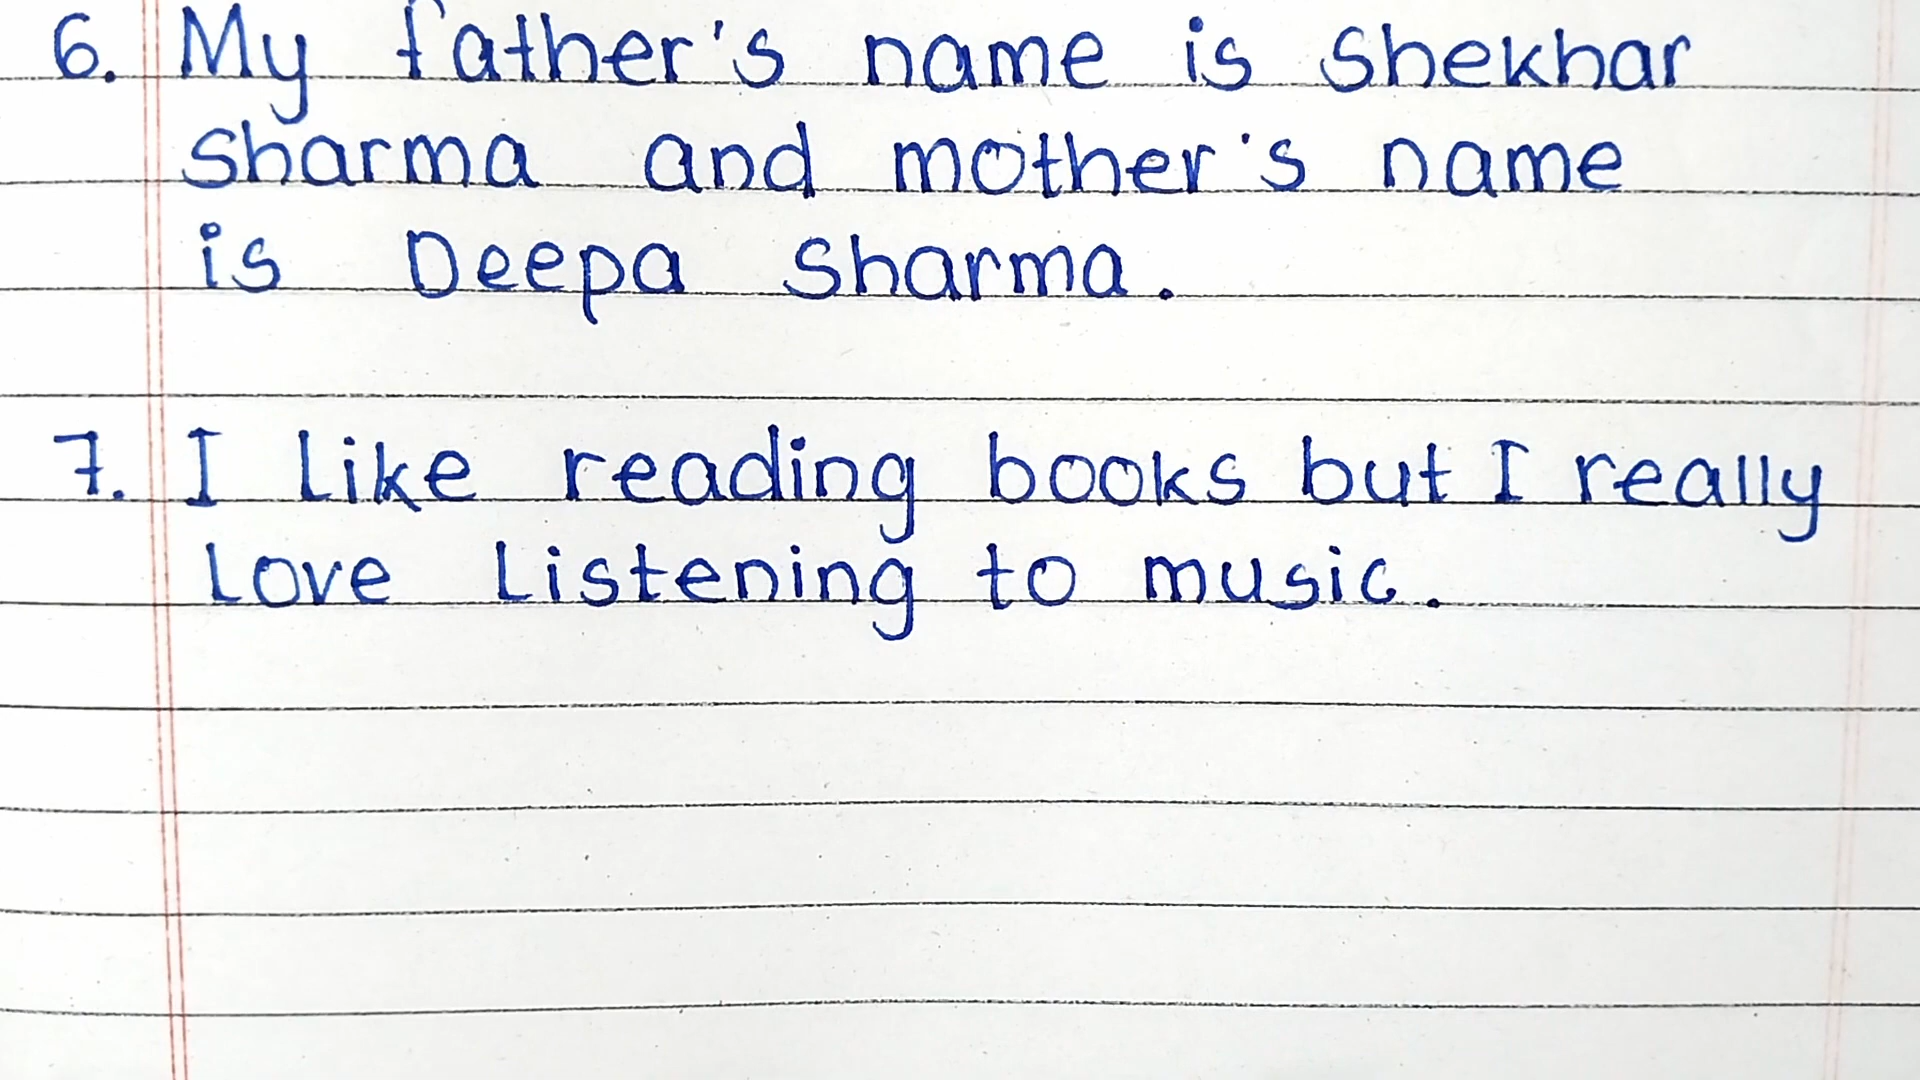 6. My father's name is Shekhar
Sharma and mother's name
is Deepa Sharma.
7. I Like reading books but I really
Love Listening to music.